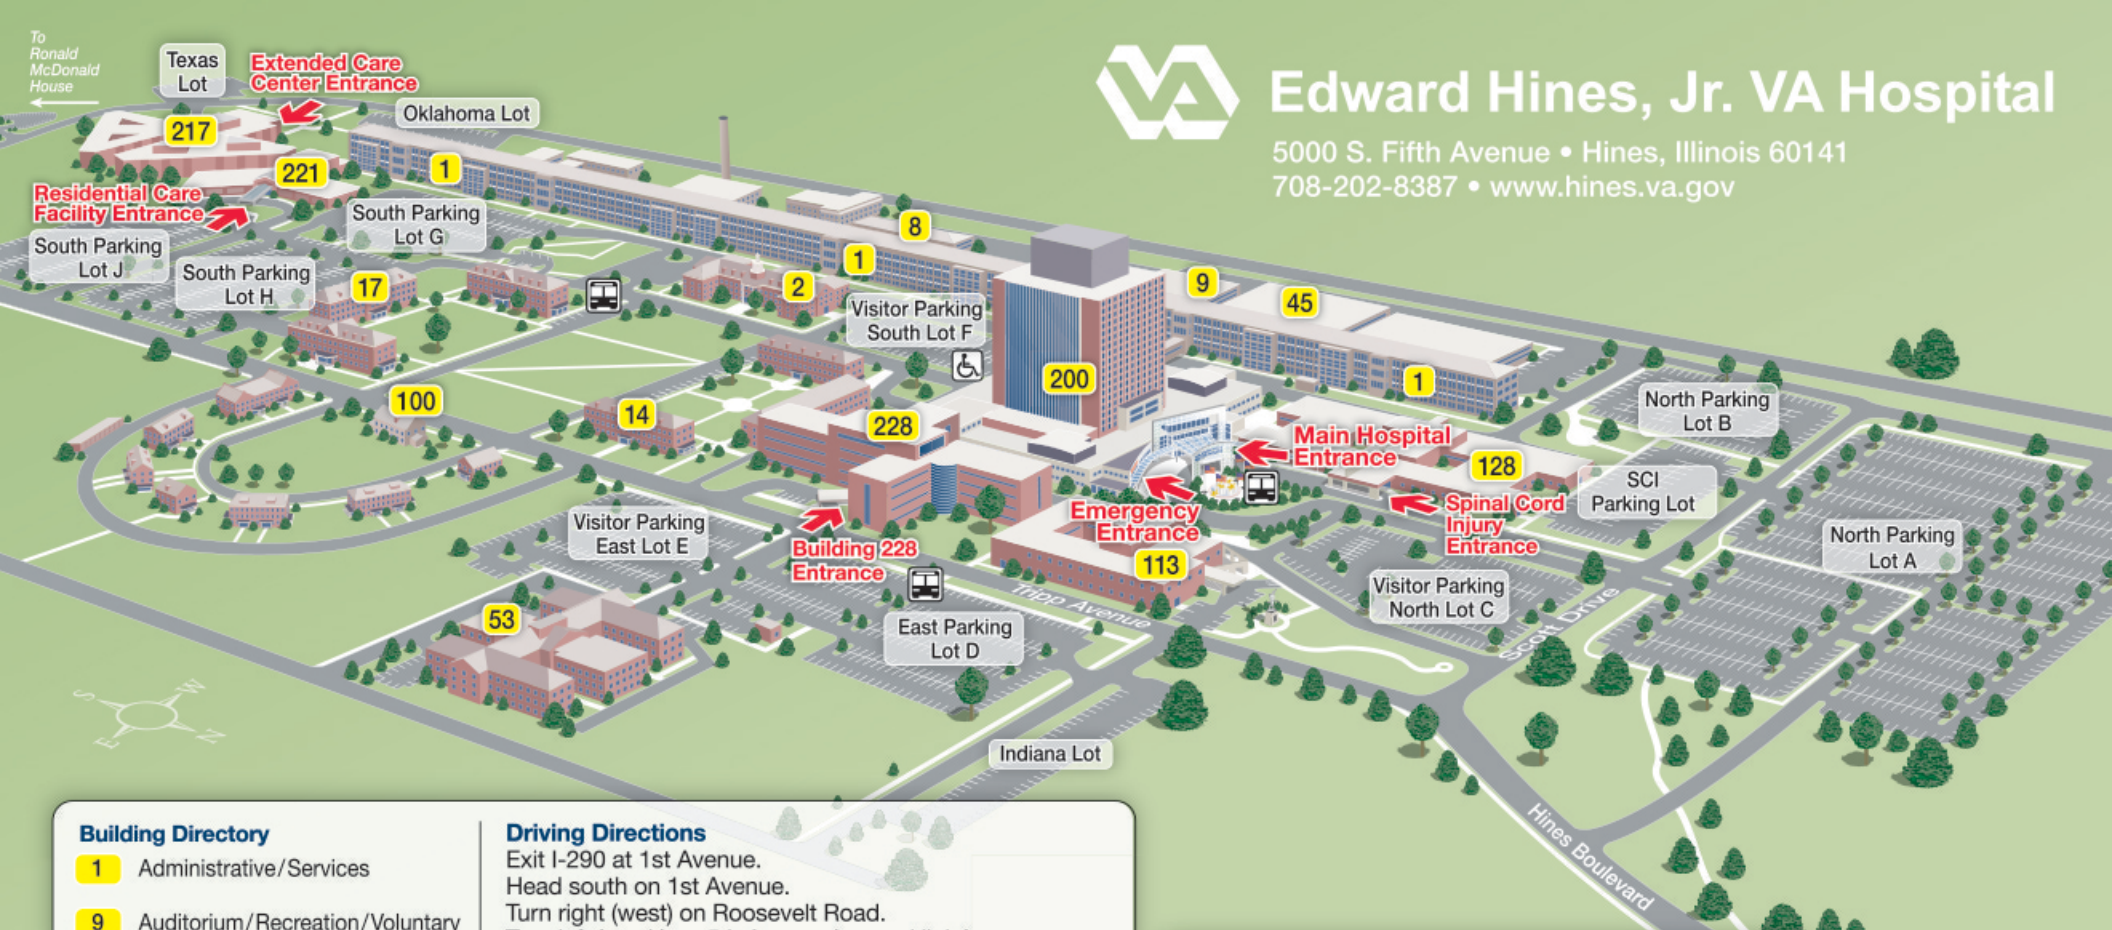 To
Ronald
McDonald
House
Texas
Lot
Extended Care
Center Entrance
Oklahoma Lot
VA
Edward Hines, Jr. VA Hospital
5000 S. Fifth Avenue • Hines, Illinois 60141
708-202-8387 • www.hines.va.gov
217
221
1
Residential Care
Facility Entrance
South Parking
Lot G
South Parking
Lot J
South Parking
Lot H
17
8
1
2
Visitor Parking
South Lot F
9
45
200
1
100
14
228
North Parking
Lot B
Main Hospital
Entrance
128
SCI
Parking Lot
Spinal Cord
Injury
Entrance
Emergency
Entrance
113
Visitor Parking
East Lot E
Building 228
Entrance
North Parking
Lot A
Visitor Parking
North Lot C
Tripp Avenue
Scott Drive
53
East Parking
Lot D
S
W
E
N
Indiana Lot
Hines Boulevard
Building Directory
1 Administrative/Services
9 Auditorium/Recreation/Voluntary
Driving Directions
Exit I-290 at 1st Avenue.
Head south on 1st Avenue.
Turn right (west) on Roosevelt Road.